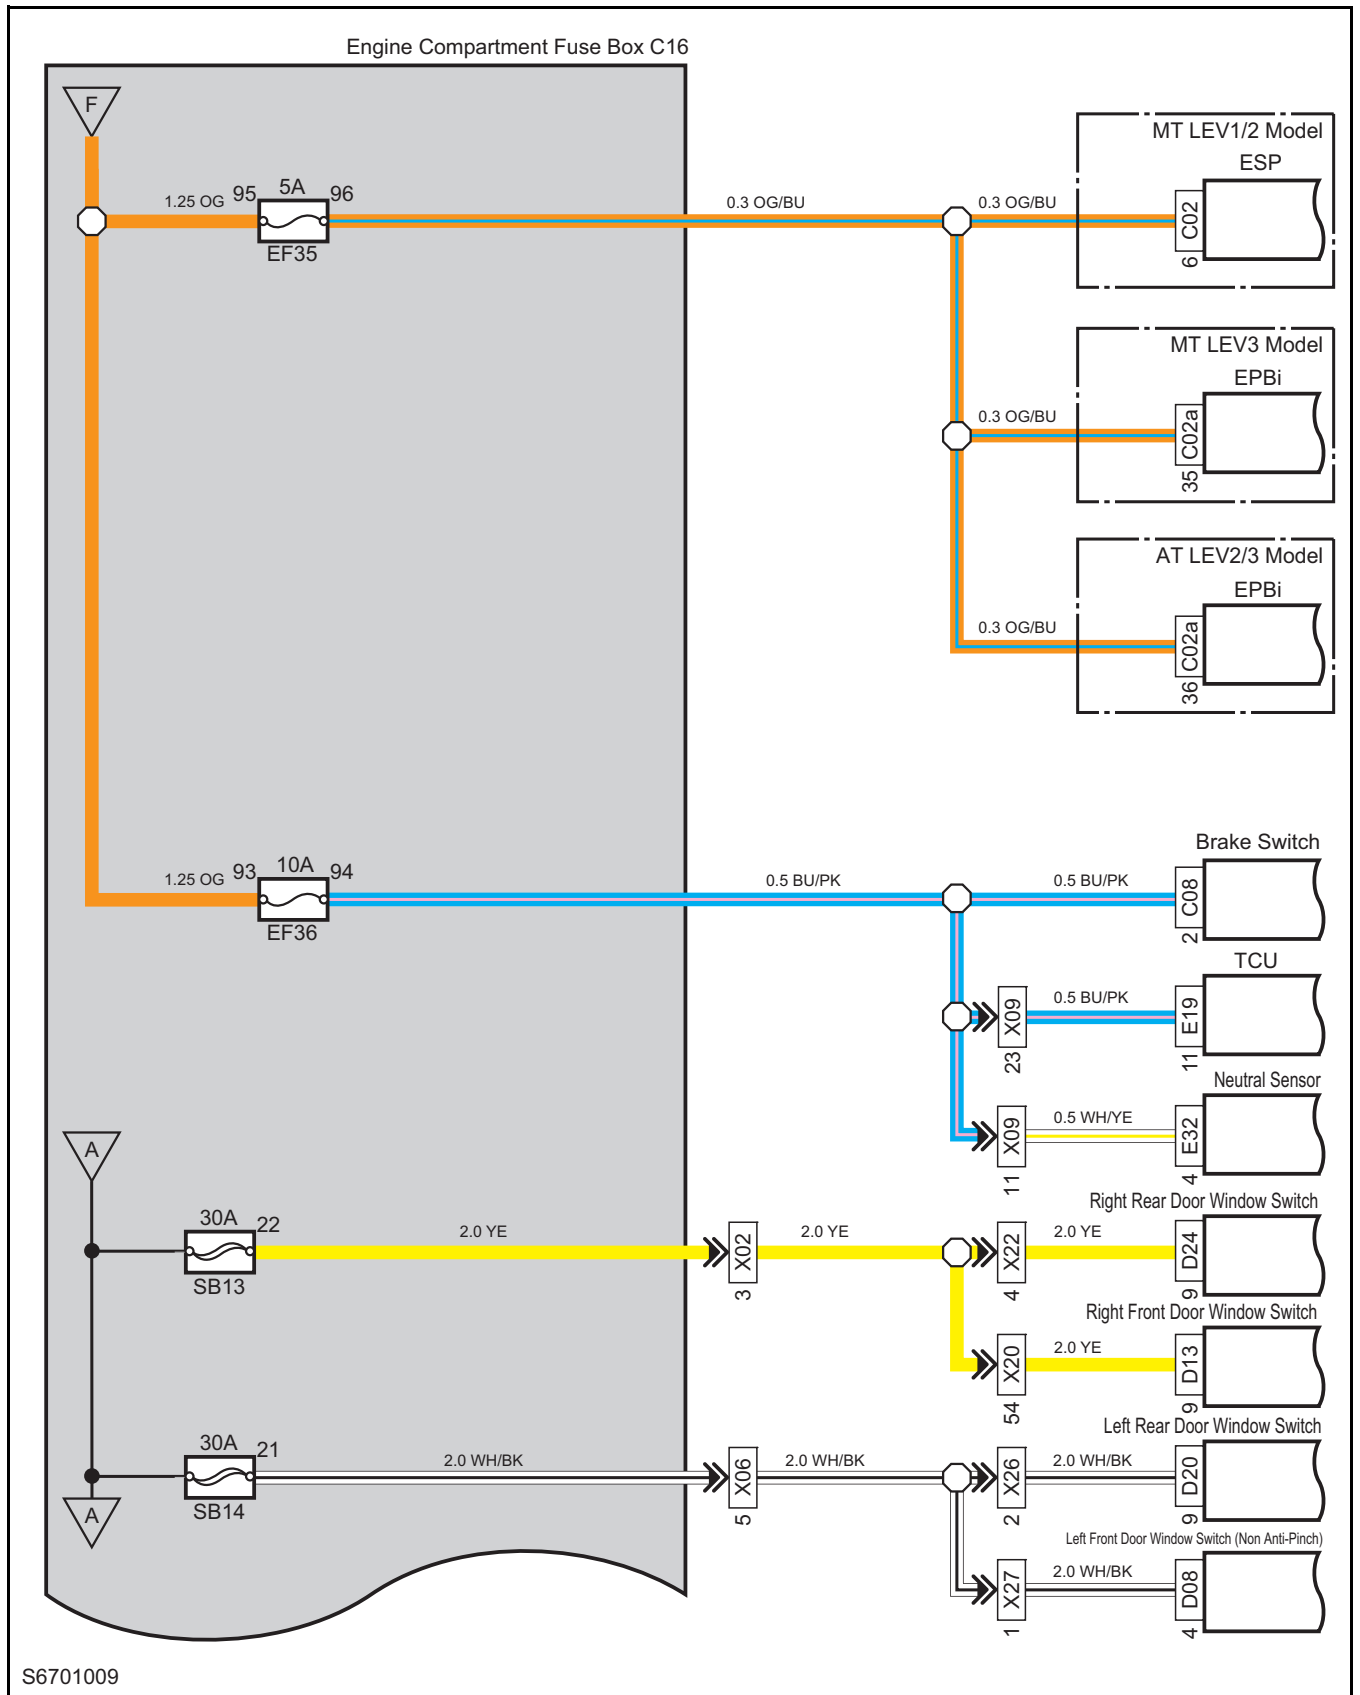 Engine Compartment Fuse Box C16
F
MT LEV1/2 Model
ESP
1.25 OG
95
5A
96
EF35
0.3 OG/BU
0.3 OG/BU
C02
6
MT LEV3 Model
EPBi
0.3 OG/BU
C02a
35
AT LEV2/3 Model
EPBi
0.3 OG/BU
C02a
36
Brake Switch
1.25 OG
93
10A
94
EF36
0.5 BU/PK
0.5 BU/PK
C08
2
TCU
X09
23
0.5 BU/PK
E19
11
Neutral Sensor
X09
11
0.5 WH/YE
E32
4
A
Right Rear Door Window Switch
30A
22
SB13
2.0 YE
X02
3
2.0 YE
X22
4
2.0 YE
D24
9
Right Front Door Window Switch
X20
54
2.0 YE
D13
9
Left Rear Door Window Switch
30A
21
SB14
2.0 WH/BK
X06
5
2.0 WH/BK
X26
2
2.0 WH/BK
D20
9
A
Left Front Door Window Switch (Non Anti-Pinch)
X27
1
2.0 WH/BK
D08
4
S6701009